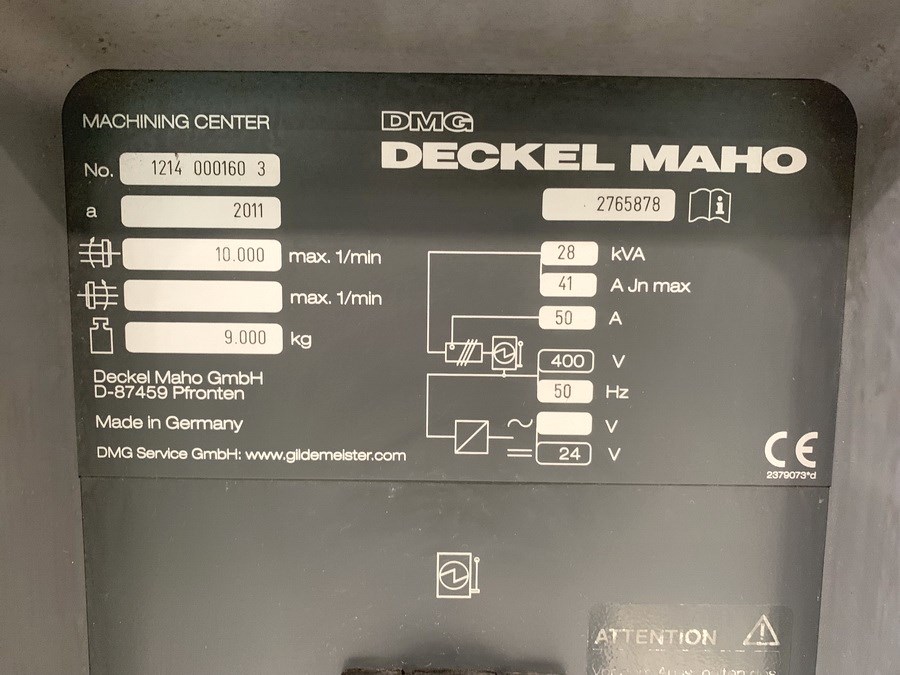 MACHINING CENTER
DMG
DECKEL MAHO
No. 1214 000160 3
a 2011
2765878
10.000 max. 1/min
max. 1/min
9.000 kg
28 kVA
41 A Jn max
50 A
400 V
50 Hz
~ V
24 V
Deckel Maho GmbH
D-87459 Pfronten
Made in Germany
DMG Service GmbH: www.gildemeister.com
CE
2379073*d
ATTENTION